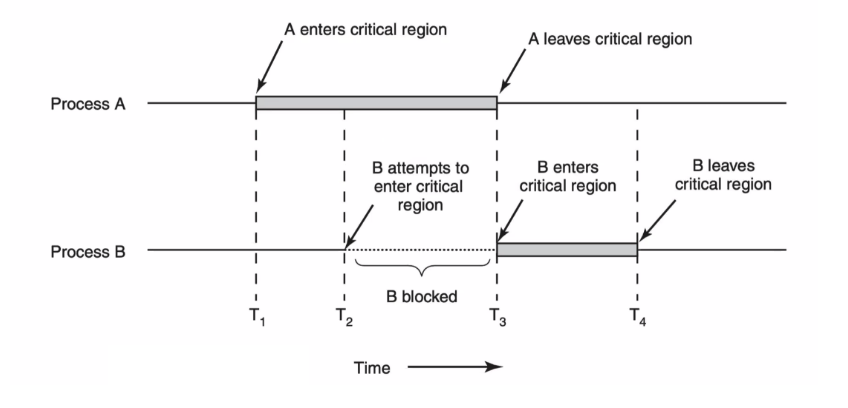 A enters critical region
A leaves critical region
Process A
B attempts to
enter critical
region
B enters
critical region
B leaves
critical region
Process B
B blocked
T1
T2
T3
T4
Time